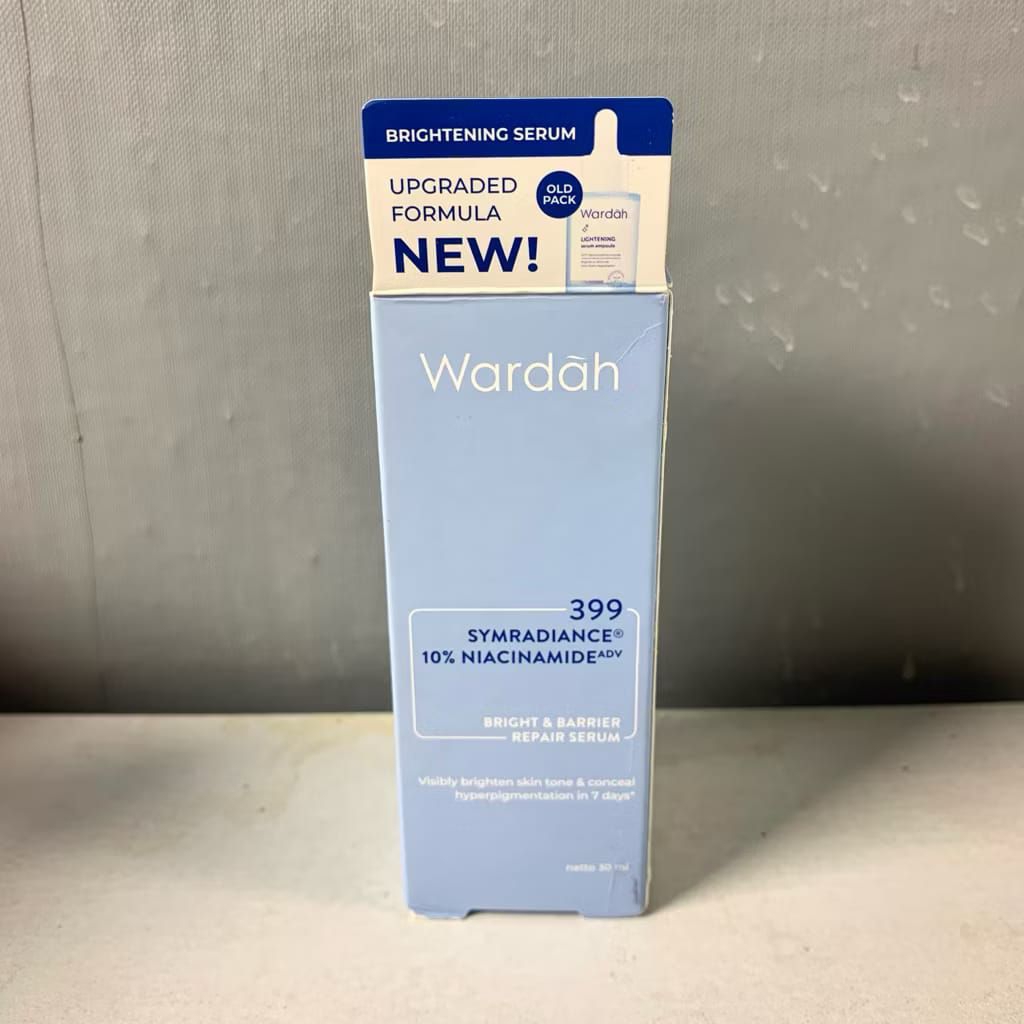 BRIGHTENING SERUM
UPGRADED
FORMULA
NEW!
OLD
PACK
Wardah
LIGHTENING
serum ampoule
Wardah
399
SYMRADIANCE®
10% NIACINAMIDEᴬᴰⱽ
BRIGHT & BARRIER
REPAIR SERUM
Visibly brighten skin tone & conceal
hyperpigmentation in 7 days*
netto 30 ml